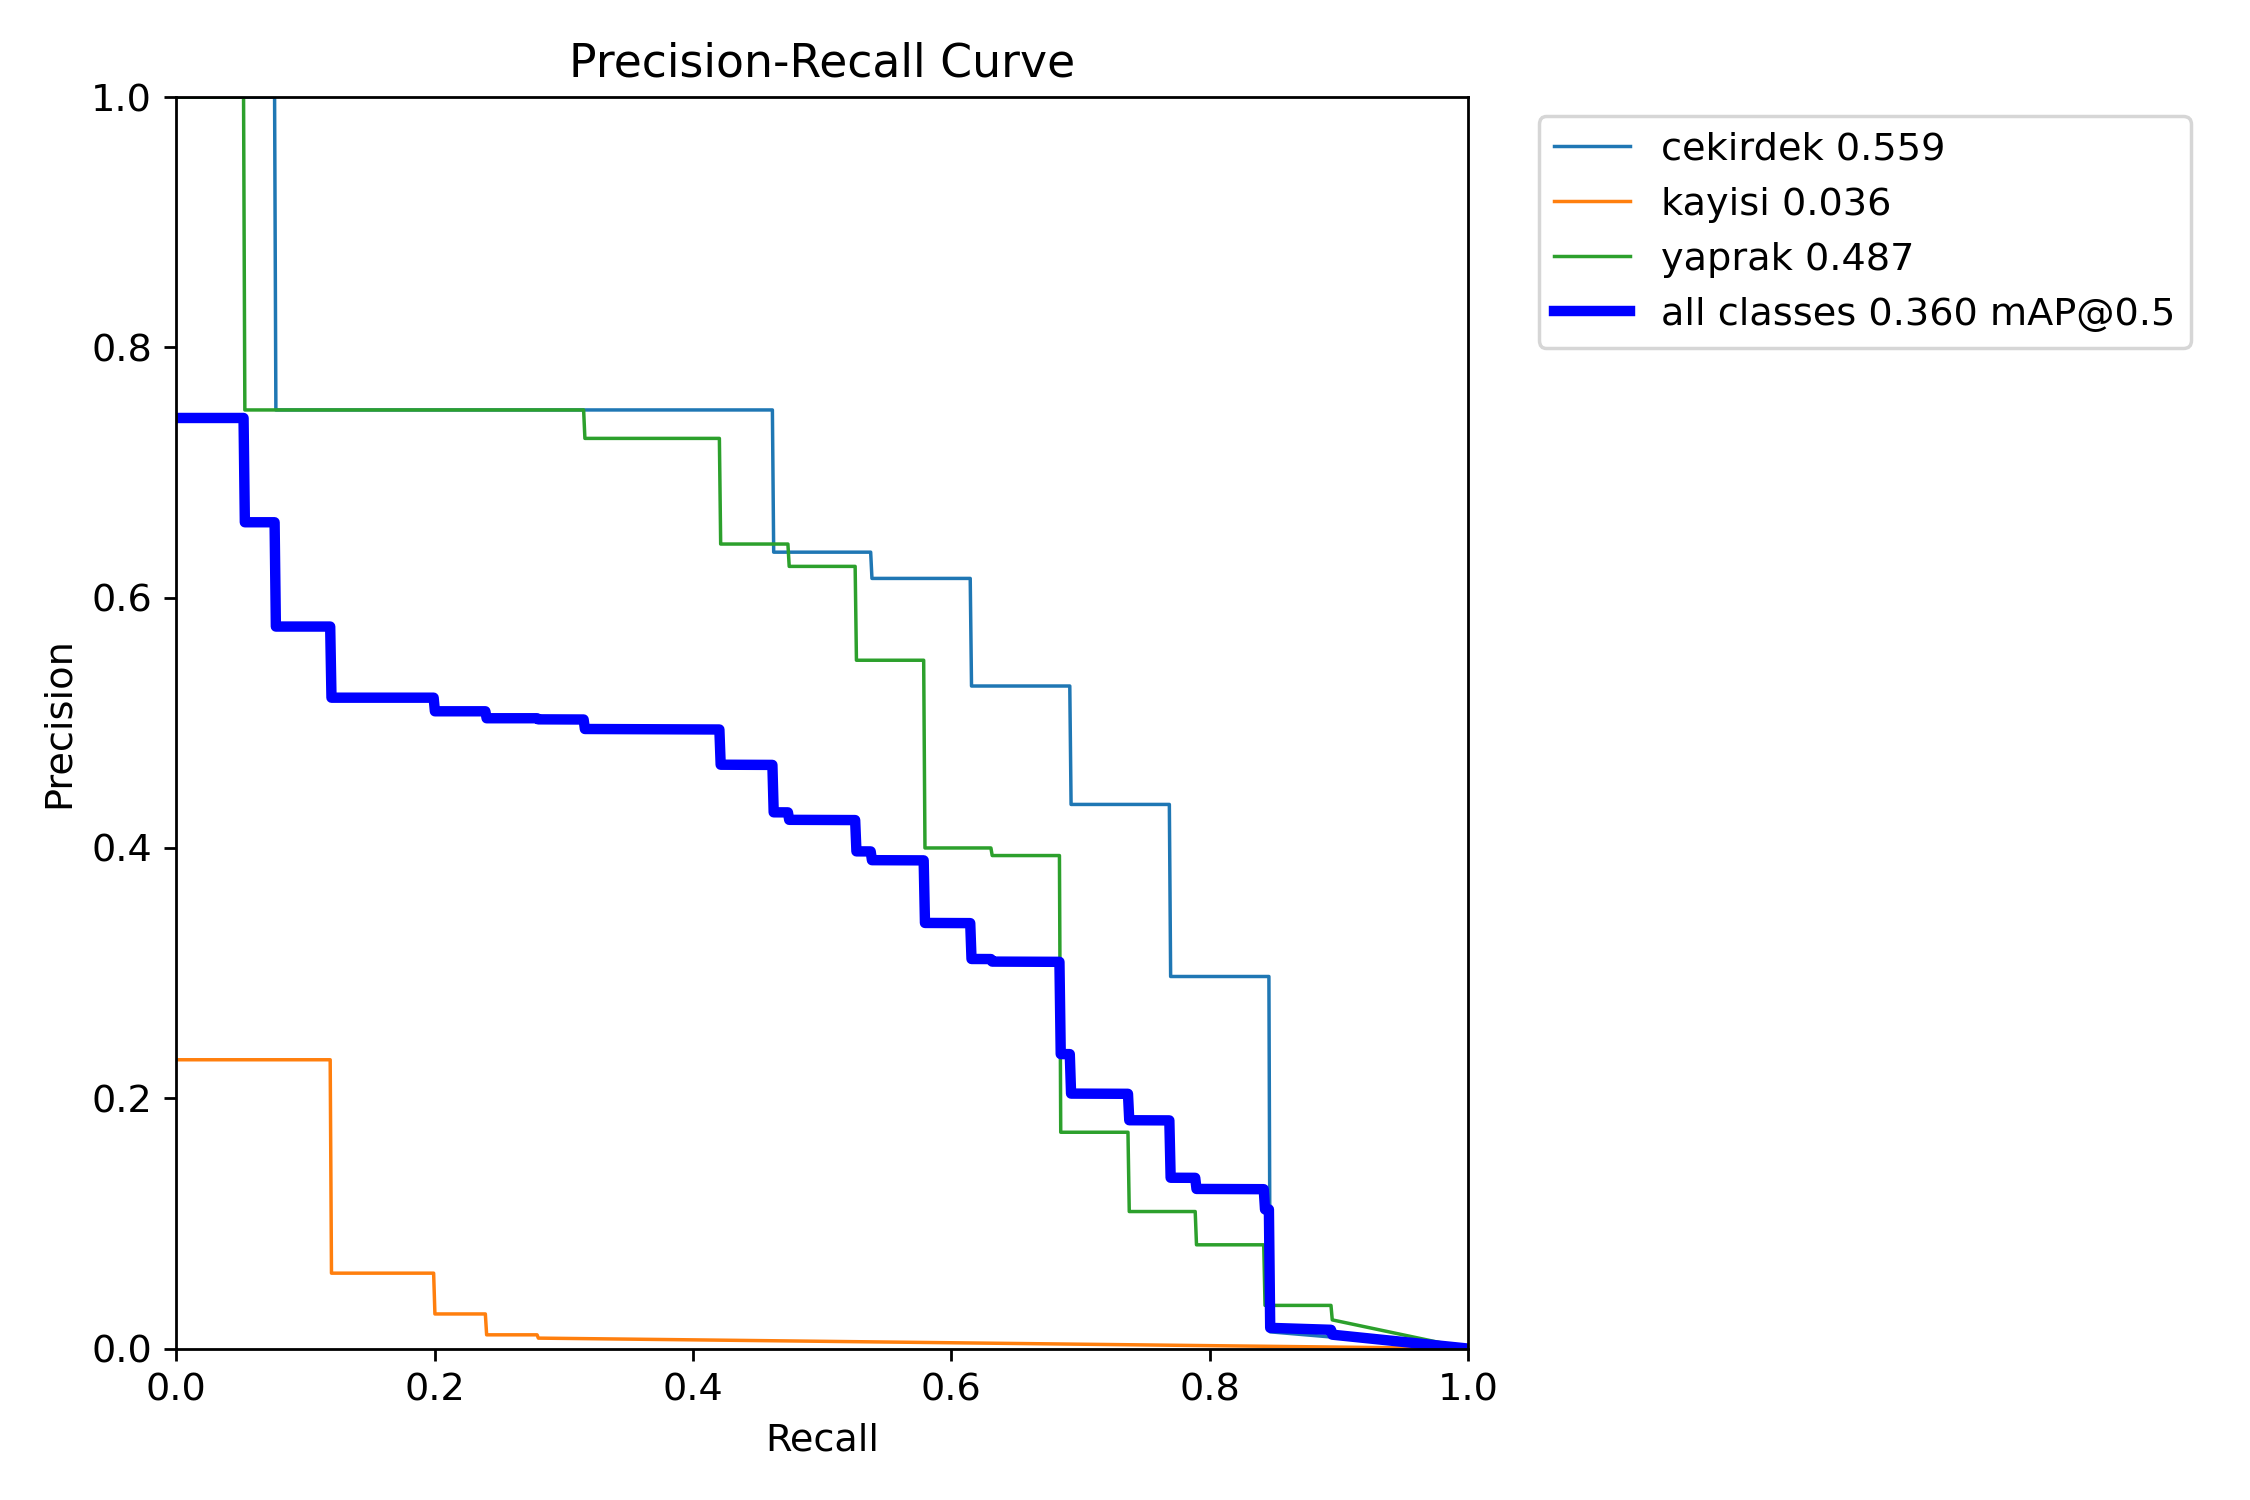 Precision-Recall Curve
1.0
0.8
0.6
0.4
0.2
0.0
Precision
0.0 0.2 0.4 0.6 0.8 1.0
Recall
cekirdek 0.559
kayisi 0.036
yaprak 0.487
all classes 0.360 mAP@0.5